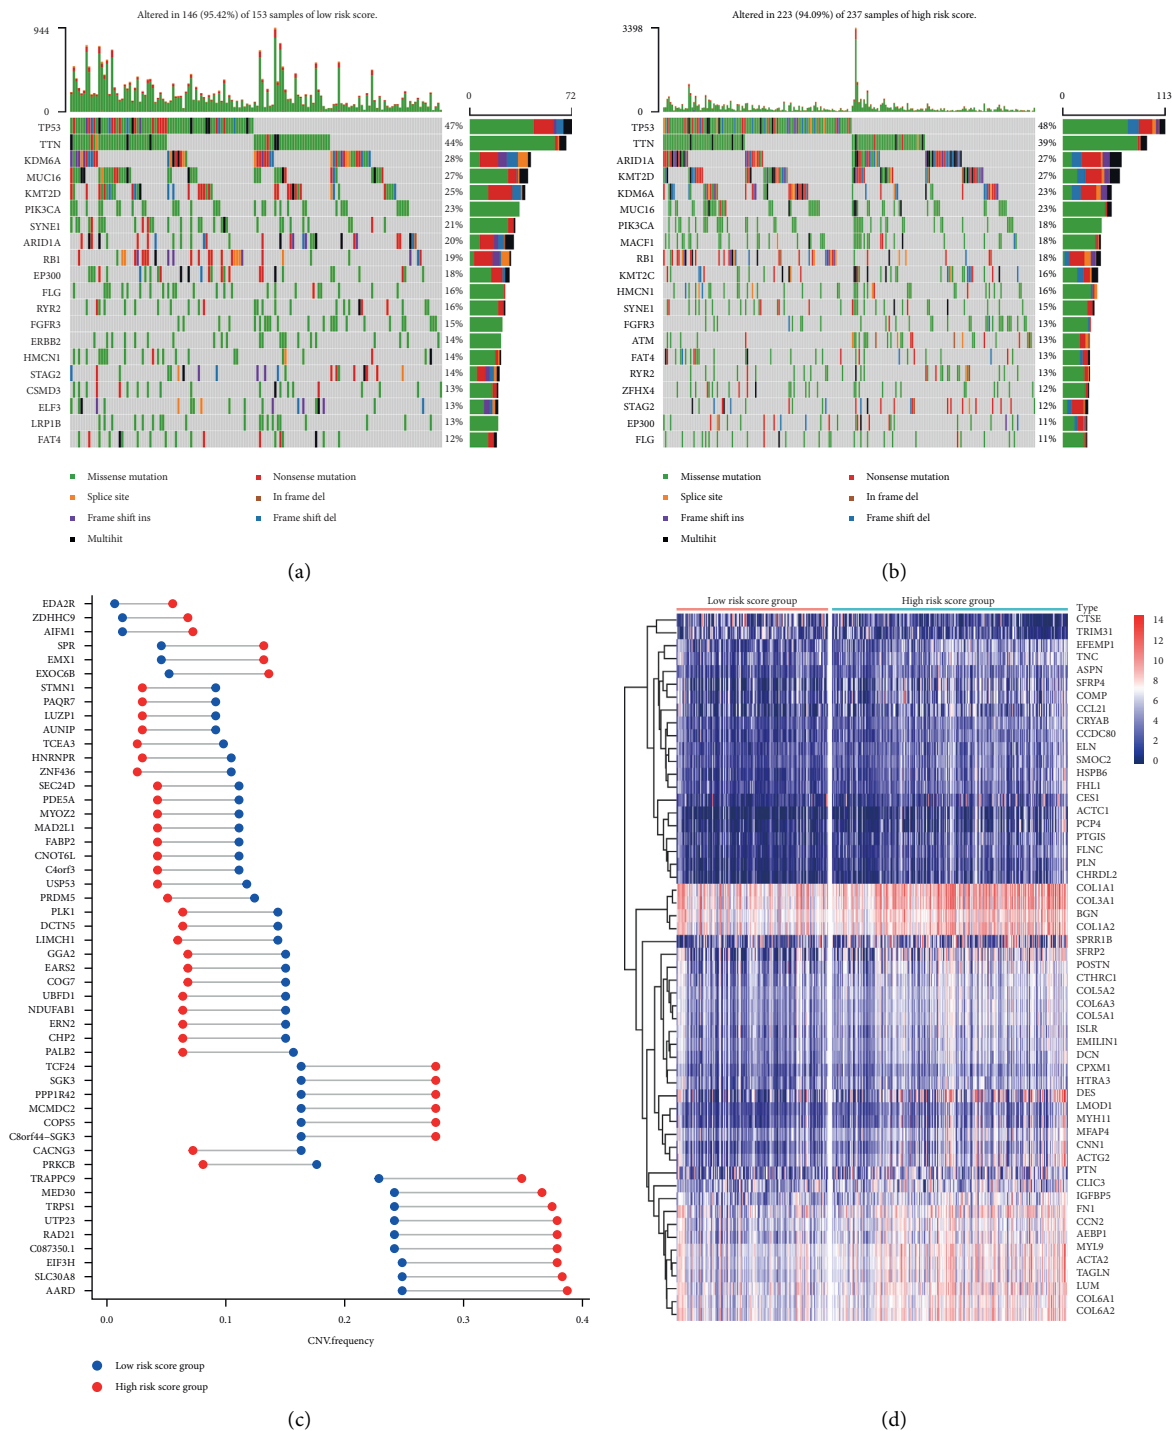 Altered in 146 (95.42%) of 153 samples of low risk score.
944
0
0 72
TP53 47%
TTN 44%
KDM6A 28%
MUC16 27%
KMT2D 25%
PIK3CA 23%
SYNE1 21%
ARID1A 20%
RB1 19%
EP300 18%
FLG 16%
RYR2 16%
FGFR3 15%
ERBB2 14%
HMCN1 14%
STAG2 14%
CSMD3 13%
ELF3 13%
LRP1B 13%
FAT4 12%
Missense mutation Nonsense mutation
Splice site In frame del
Frame shift ins Frame shift del
Multihit
(a)
Altered in 223 (94.09%) of 237 samples of high risk score.
3398
0
0 113
TP53 48%
TTN 39%
ARID1A 27%
KMT2D 27%
KDM6A 23%
MUC16 23%
PIK3CA 18%
MACF1 18%
RB1 18%
KMT2C 16%
HMCN1 16%
SYNE1 15%
FGFR3 13%
ATM 13%
FAT4 13%
RYR2 13%
ZFHX4 12%
STAG2 12%
EP300 11%
FLG 11%
Missense mutation Nonsense mutation
Splice site In frame del
Frame shift ins Frame shift del
Multihit
(b)
EDA2R
ZDHHC9
AIFM1
SPR
EMX1
EXOC6B
STMN1
PAQR7
LUZP1
AUNIP
TCEA3
HNRNPR
ZNF436
SEC24D
PDE5A
MYOZ2
MAD2L1
FABP2
CNOT6L
C4orf3
USP53
PRDM5
PLK1
DCTN5
LIMCH1
GGA2
EARS2
COG7
UBFD1
NDUFAB1
ERN2
CHP2
PALB2
TCF24
SGK3
PPP1R42
MCMDC2
COPS5
C8orf44−SGK3
CACNG3
PRKCB
TRAPPC9
MED30
TRPS1
UTP23
RAD21
C087350.1
EIF3H
SLC30A8
AARD
0.0 0.1 0.2 0.3 0.4
CNV.frequency
Low risk score group
High risk score group
(c)
Low risk score group High risk score group
Type
CTSE
TRIM31
EFEMP1
TNC
ASPN
SFRP4
COMP
CCL21
CRYAB
CCDC80
ELN
SMOC2
HSPB6
FHL1
CES1
ACTC1
PCP4
PTGIS
FLNC
PLN
CHRDL2
COL1A1
COL3A1
BGN
COL1A2
SPRR1B
SFRP2
POSTN
CTHRC1
COL5A2
COL6A3
COL5A1
ISLR
EMILIN1
DCN
CPXM1
HTRA3
DES
LMOD1
MYH11
MFAP4
CNN1
ACTG2
PTN
CLIC3
IGFBP5
FN1
CCN2
AEBP1
MYL9
ACTA2
TAGLN
LUM
COL6A1
COL6A2
14
12
10
8
6
4
2
0
(d)